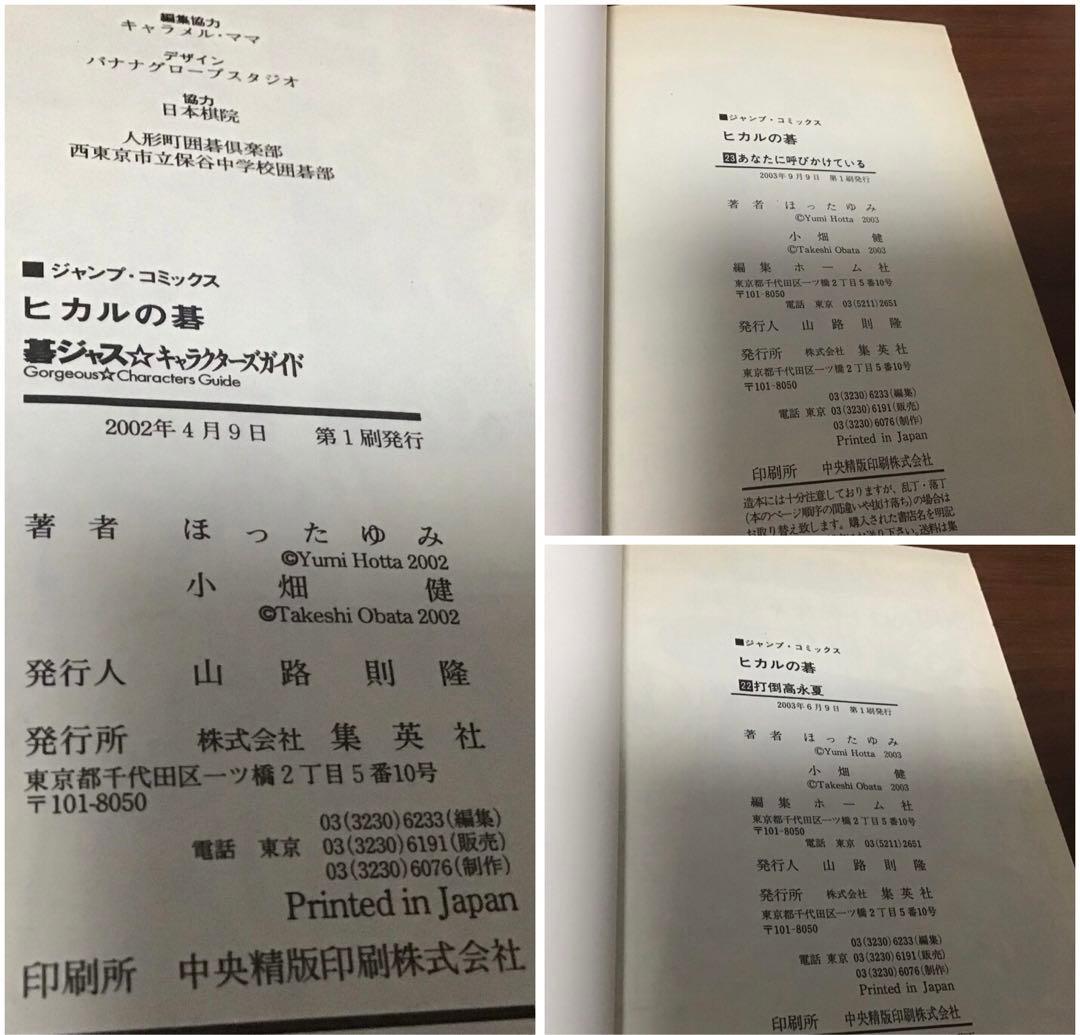 編集協力
キャラメル・ママ
デザイン
バナナグローブスタジオ
協力
日本棋院
人形町囲碁倶楽部
西東京市立保谷中学校囲碁部
■ジャンプ・コミックス
ヒカルの碁
碁ジャス☆キャラクターズガイド
Gorgeous☆Characters Guide
2002年4月9日 第1刷発行
著者 ほったゆみ
©Yumi Hotta 2002
小畑健
©Takeshi Obata 2002
発行人 山路則隆
発行所 株式会社 集英社
東京都千代田区一ツ橋2丁目5番10号
〒101-8050
03(3230)6233(編集)
電話 東京 03(3230)6191(販売)
03(3230)6076(制作)
Printed in Japan
印刷所 中央精版印刷株式会社
■ジャンプ・コミックス
ヒカルの碁
23あなたに呼びかけている
2003年9月9日 第1刷発行
著者 ほったゆみ
©Yumi Hotta 2003
小畑健
©Takeshi Obata 2003
編集 ホーム社
東京都千代田区一ツ橋2丁目5番10号
〒101-8050
電話 東京 03(5211)2651
発行人 山路則隆
発行所 株式会社 集英社
東京都千代田区一ツ橋2丁目5番10号
〒101-8050
03(3230)6233(編集)
電話 東京 03(3230)6191(販売)
03(3230)6076(制作)
Printed in Japan
印刷所 中央精版印刷株式会社
造本には十分注意しておりますが、乱丁・落丁
(本のページ順序の間違いや抜け落ち)の場合は
お取り替え致します。購入された書店名を明記
■ジャンプ・コミックス
ヒカルの碁
22打倒高永夏
2003年6月9日 第1刷発行
著者 ほったゆみ
©Yumi Hotta 2003
小畑健
©Takeshi Obata 2003
編集 ホーム社
東京都千代田区一ツ橋2丁目5番10号
〒101-8050
電話 東京 03(5211)2651
発行人 山路則隆
発行所 株式会社 集英社
東京都千代田区一ツ橋2丁目5番10号
〒101-8050
03(3230)6233(編集)
電話 東京 03(3230)6191(販売)
03(3230)6076(制作)
Printed in Japan
印刷所 中央精版印刷株式会社